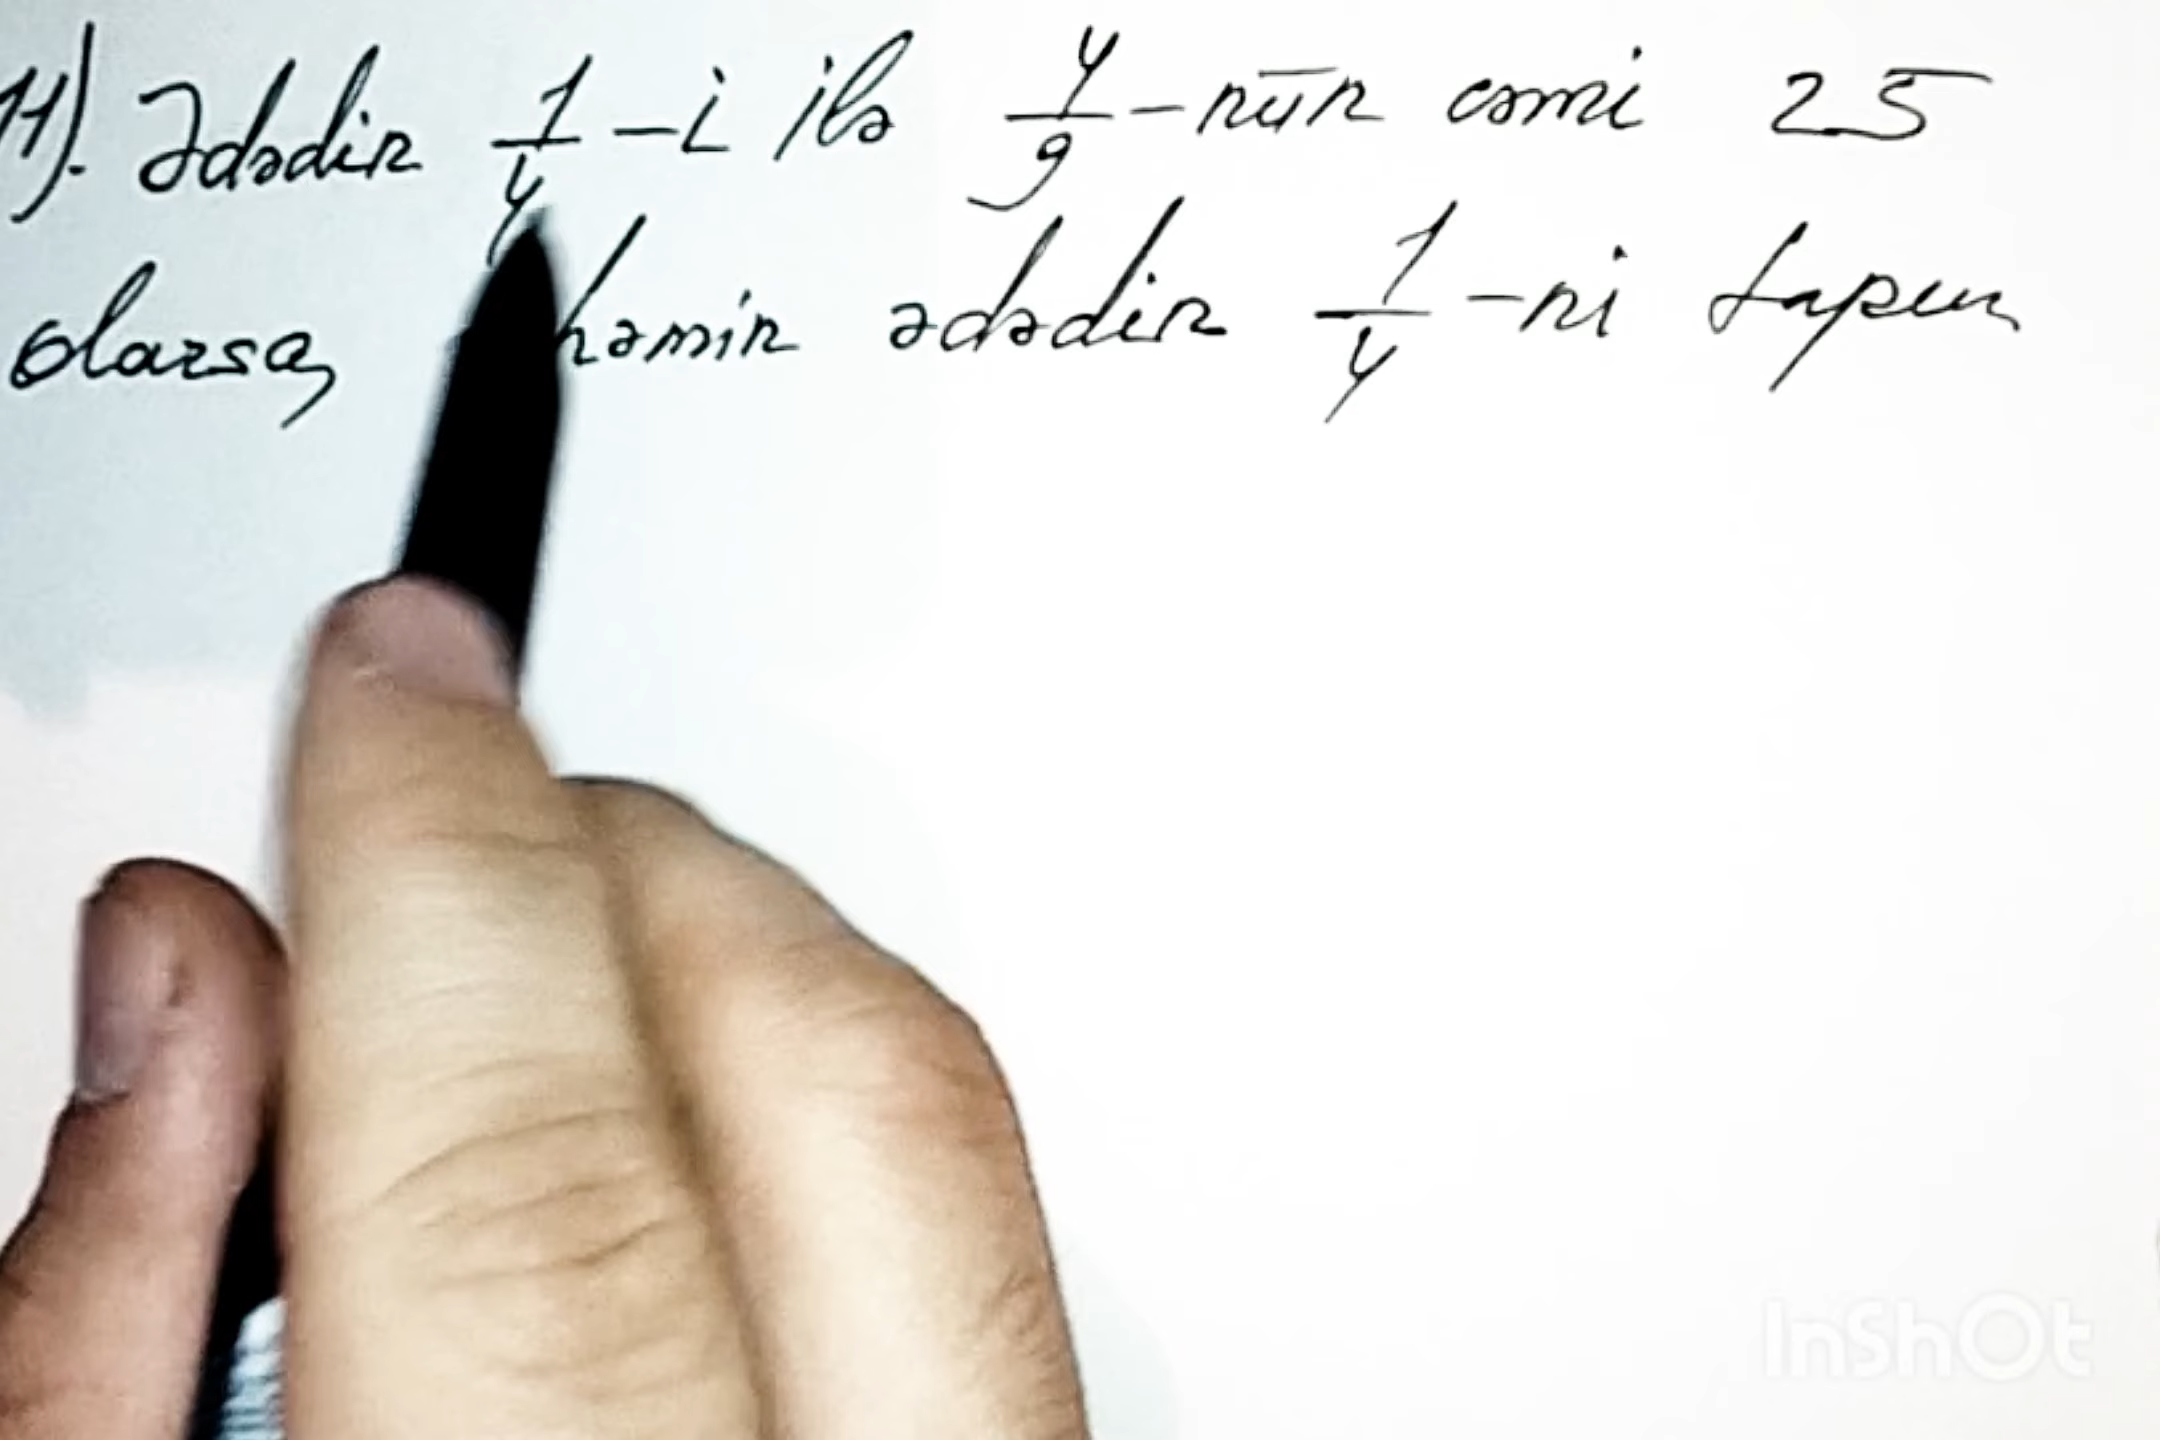 11). Ədədin 1/4-i ilə 4/9-nün cəmi 25
olarsa, həmin ədədin 1/4-ni tapın
InShOt